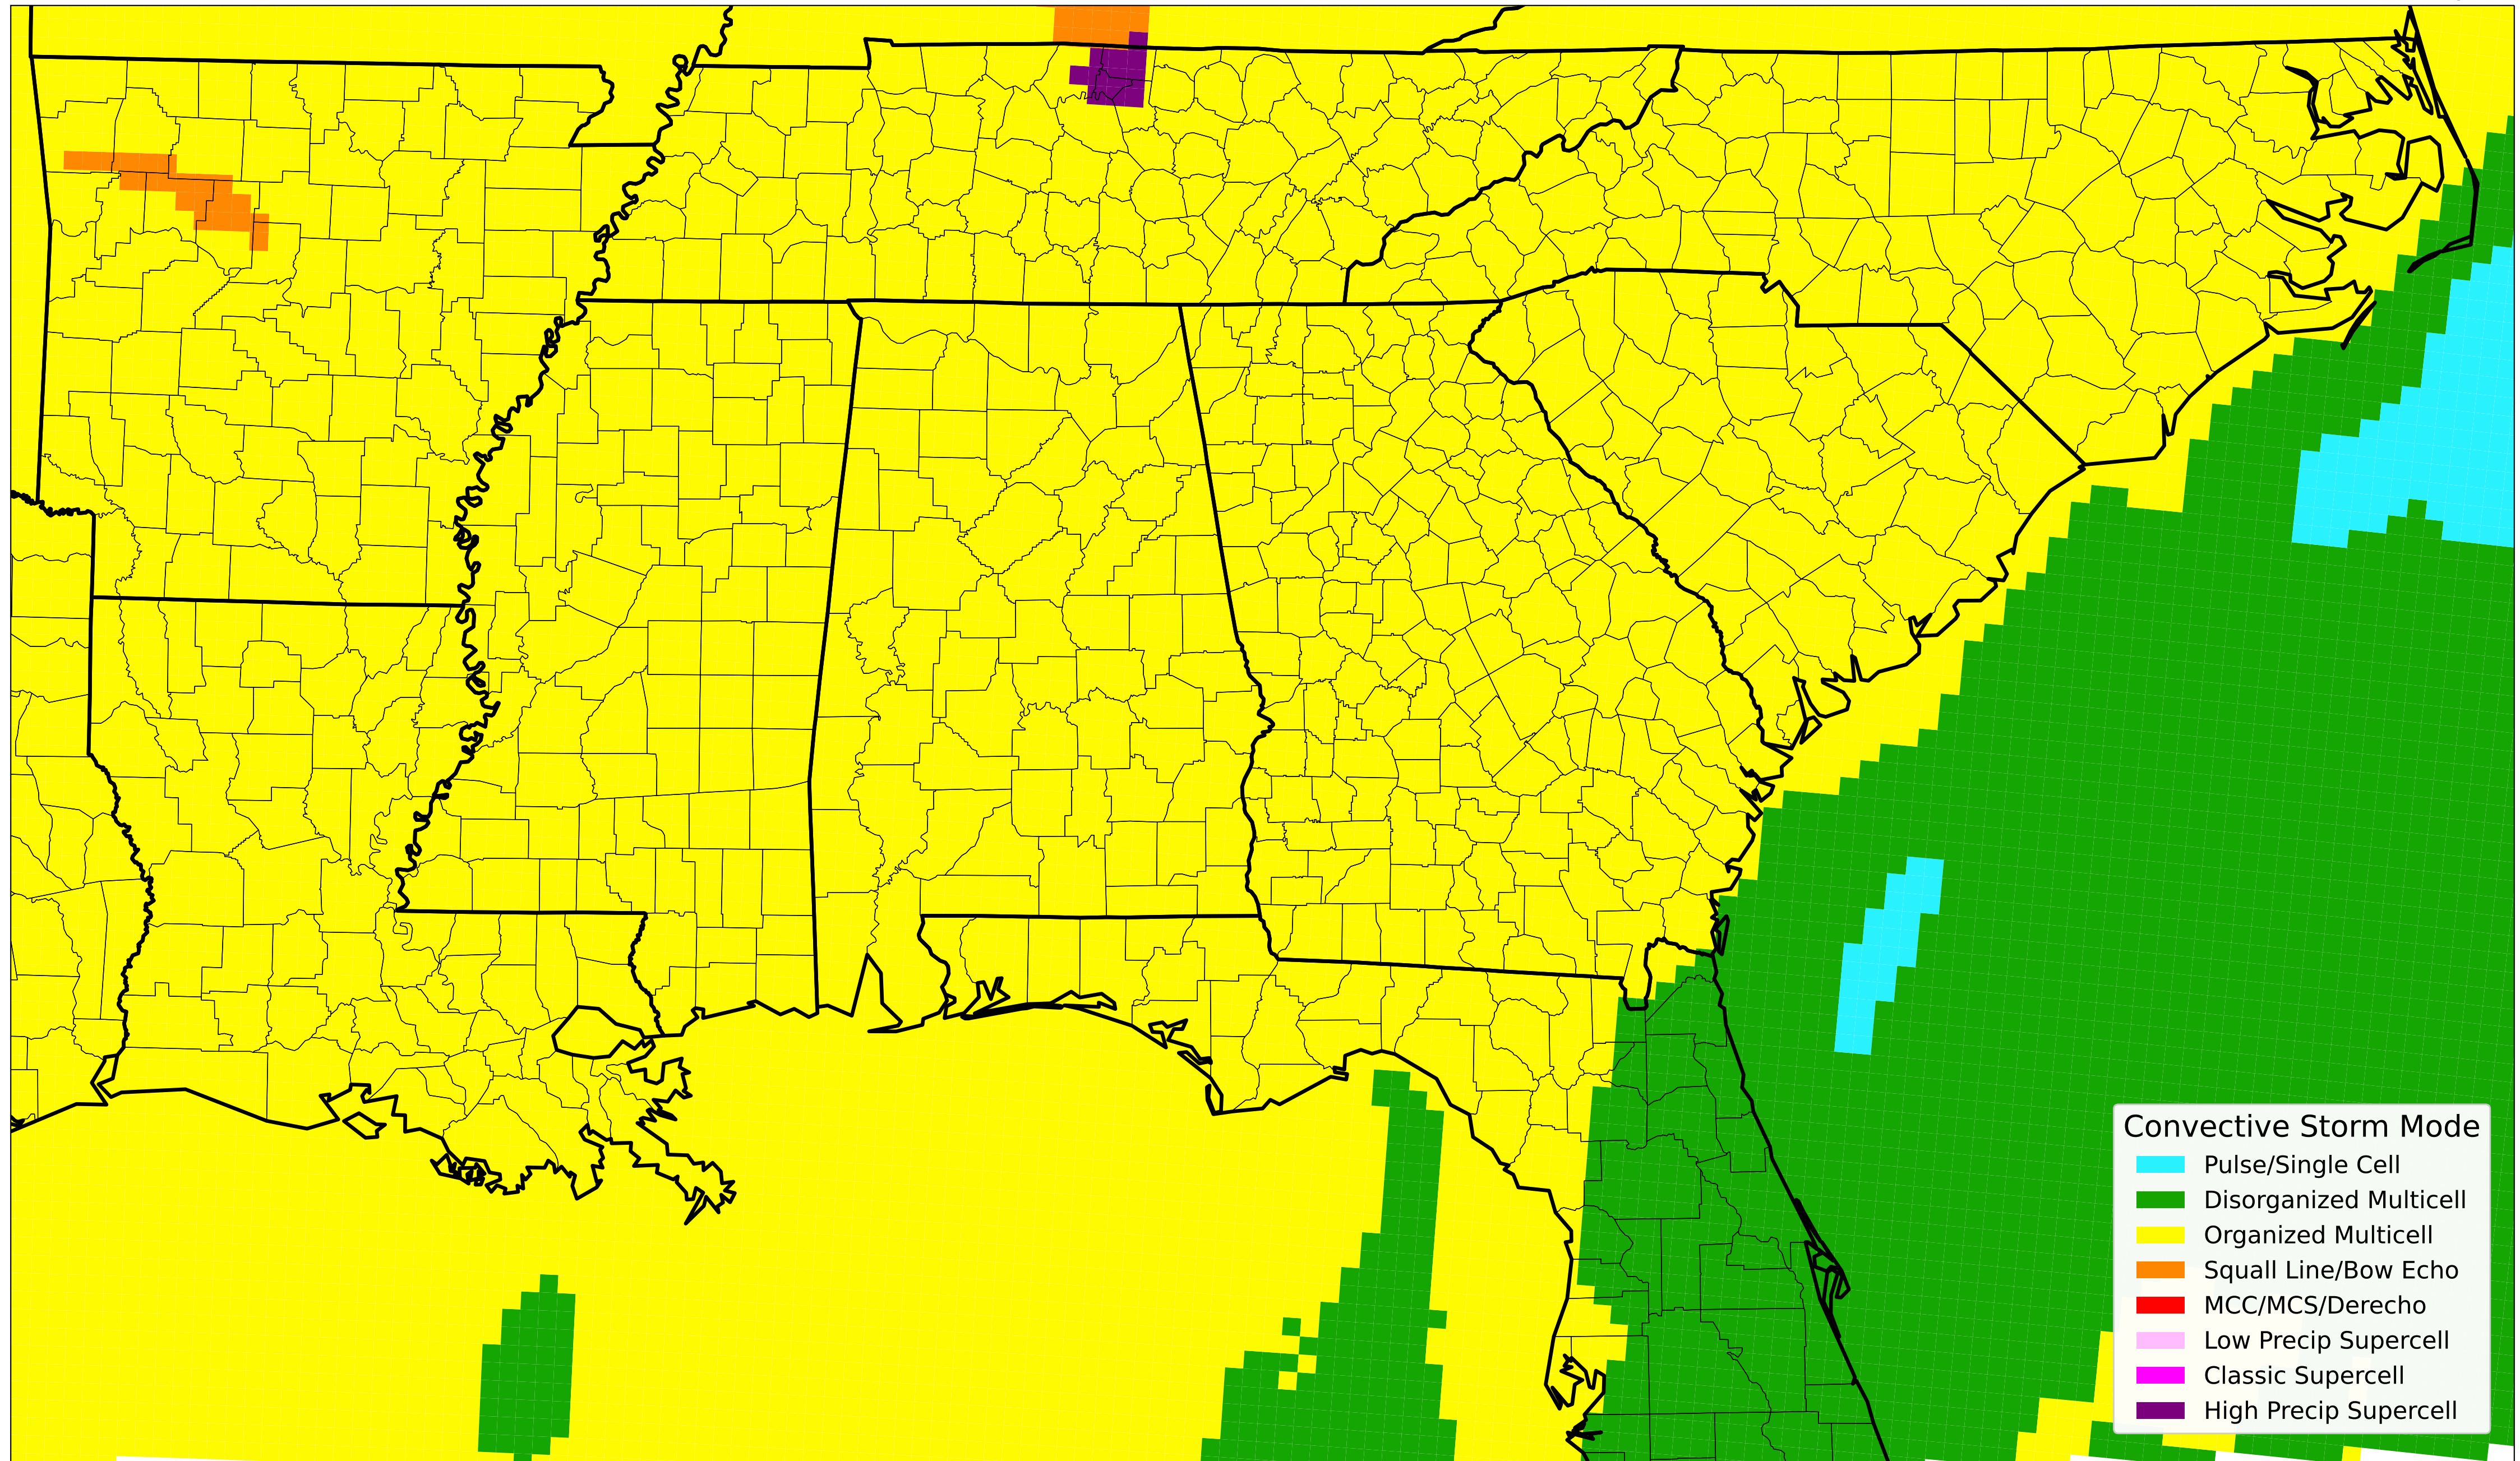 Convective Storm Mode
Pulse/Single Cell
Disorganized Multicell
Organized Multicell
Squall Line/Bow Echo
MCC/MCS/Derecho
Low Precip Supercell
Classic Supercell
High Precip Supercell